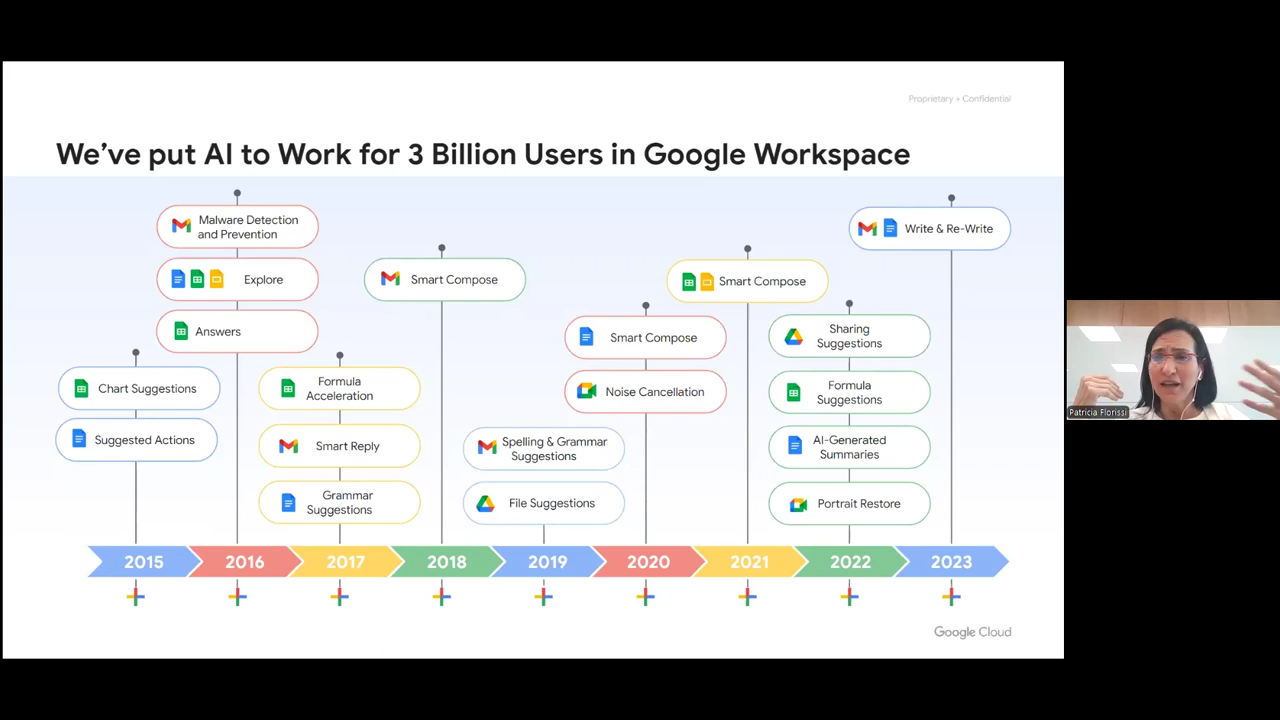 Proprietary + Confidential
We've put AI to Work for 3 Billion Users in Google Workspace
Malware Detection
and Prevention
Explore
Answers
Chart Suggestions
Suggested Actions
Formula
Acceleration
Smart Reply
Grammar
Suggestions
Smart Compose
Spelling & Grammar
Suggestions
File Suggestions
Smart Compose
Noise Cancellation
Smart Compose
Sharing
Suggestions
Formula
Suggestions
AI-Generated
Summaries
Portrait Restore
Write & Re-Write
2015 2016 2017 2018 2019 2020 2021 2022 2023
Google Cloud
Patricia Florissi